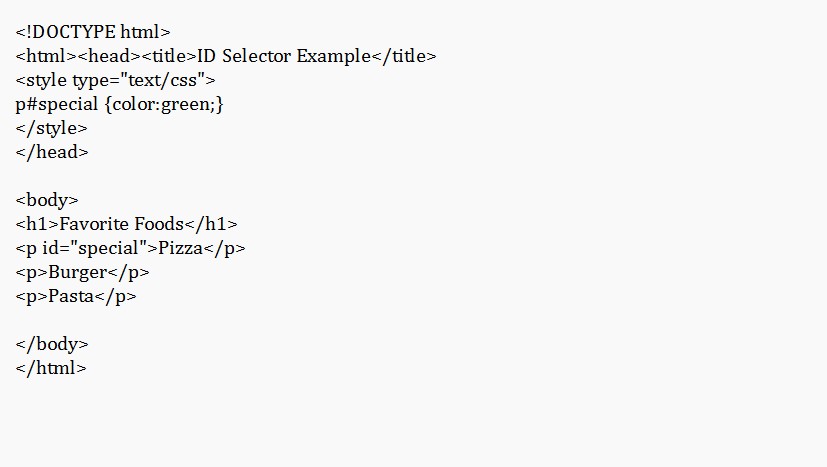 <!DOCTYPE html>
<html><head><title>ID Selector Example</title>
<style type="text/css">
p#special {color:green;}
</style>
</head>
<body>
<h1>Favorite Foods</h1>
<p id="special">Pizza</p>
<p>Burger</p>
<p>Pasta</p>
</body>
</html>